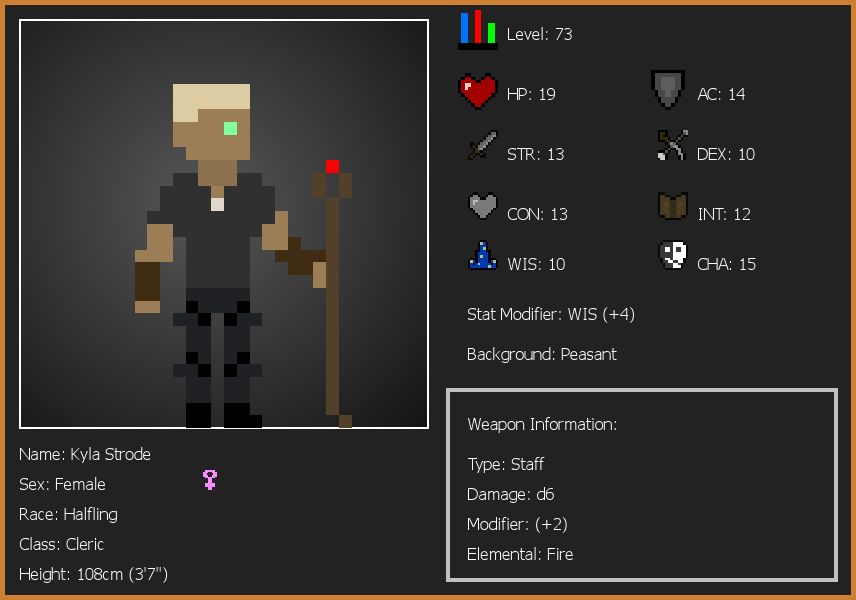 Level: 73
HP: 19
AC: 14
STR: 13
DEX: 10
CON: 13
INT: 12
WIS: 10
CHA: 15
Stat Modifier: WIS (+4)
Background: Peasant
Weapon Information:
Type: Staff
Damage: d6
Modifier: (+2)
Elemental: Fire
Name: Kyla Strode
Sex: Female
Race: Halfling
Class: Cleric
Height: 108cm (3'7")